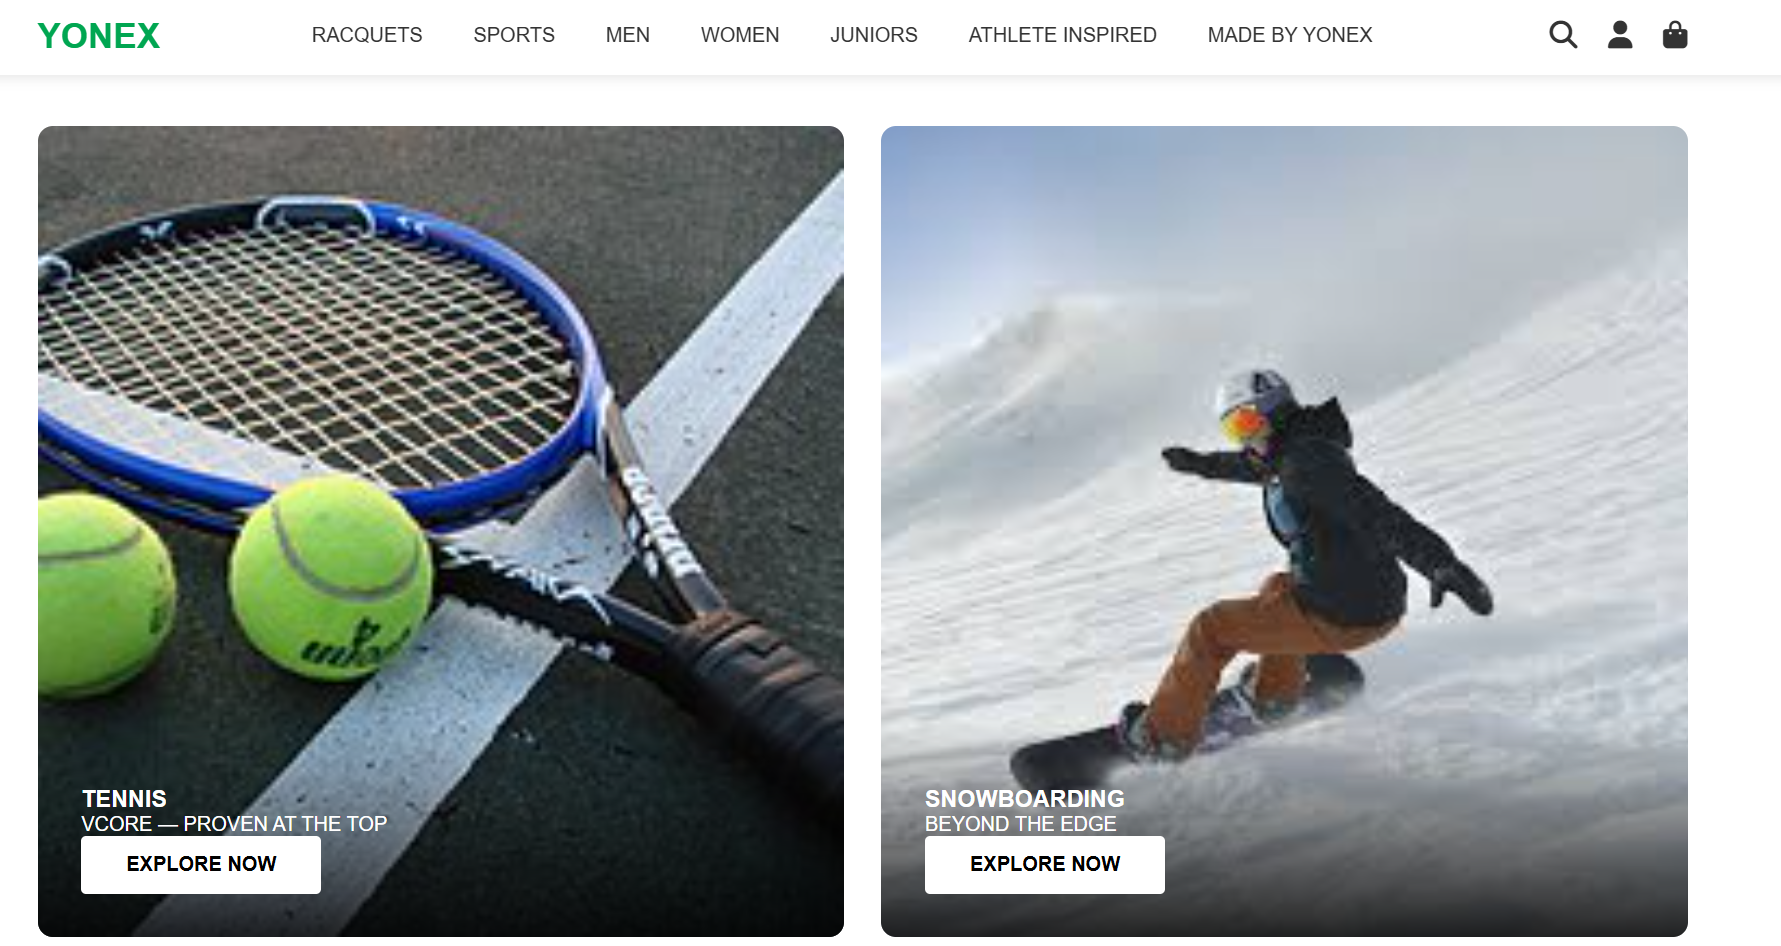 YONEX
RACQUETS SPORTS MEN WOMEN JUNIORS ATHLETE INSPIRED MADE BY YONEX
TENNIS
VCORE — PROVEN AT THE TOP
EXPLORE NOW
SNOWBOARDING
BEYOND THE EDGE
EXPLORE NOW